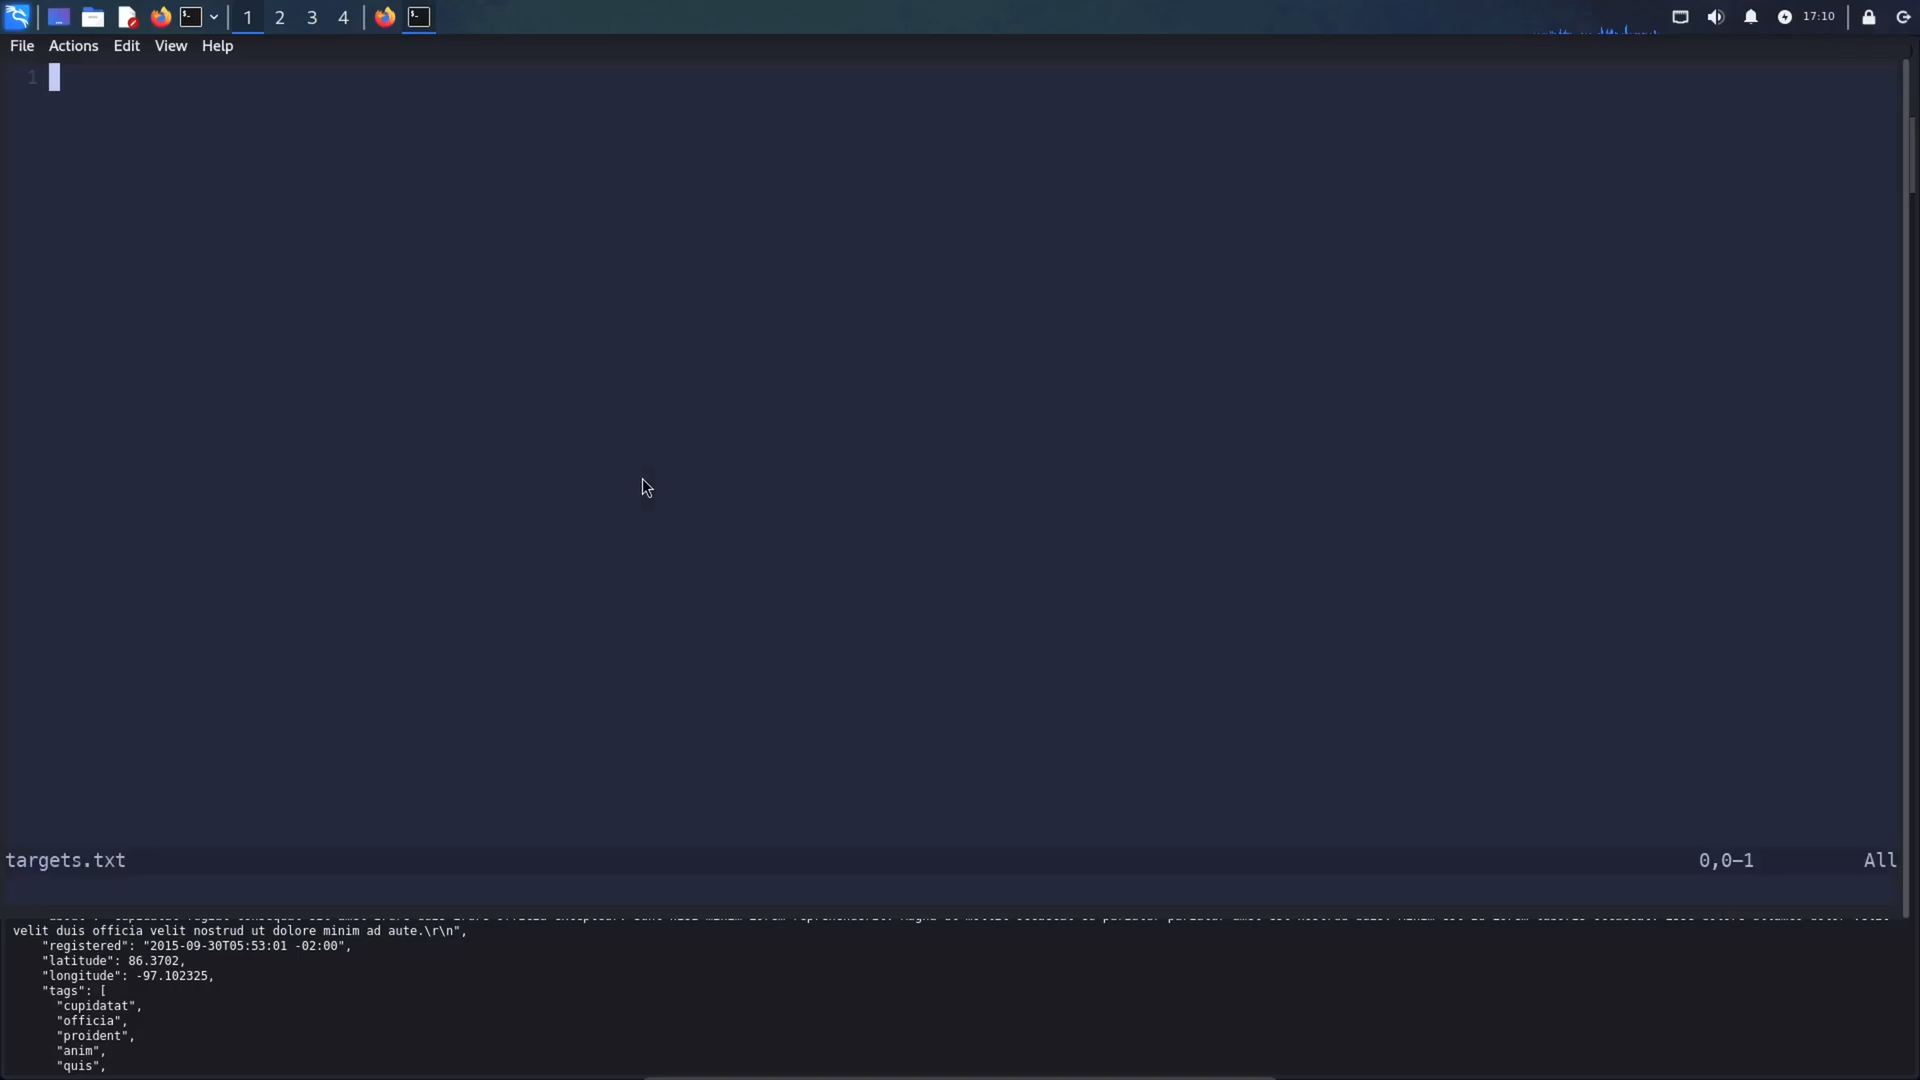 1 2 3 4 17:10
File Actions Edit View Help
1
targets.txt 0,0-1 All
velit duis officia velit nostrud ut dolore minim ad aute.\r\n",
"registered": "2015-09-30T05:53:01 -02:00",
"latitude": 86.3702,
"longitude": -97.102325,
"tags": [
"cupidatat",
"officia",
"proident",
"anim",
"quis",